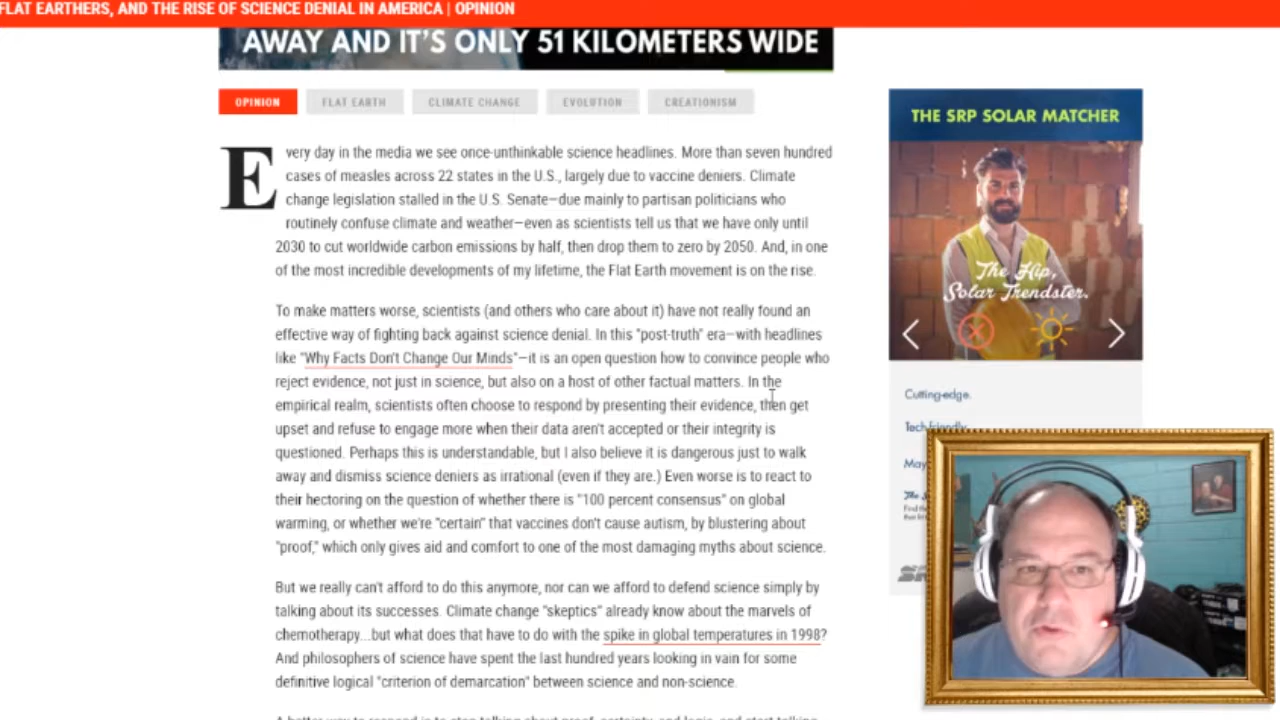 FLAT EARTHERS, AND THE RISE OF SCIENCE DENIAL IN AMERICA | OPINION
AWAY AND IT'S ONLY 51 KILOMETERS WIDE
OPINION
FLAT EARTH
CLIMATE CHANGE
EVOLUTION
CREATIONISM
Every day in the media we see once-unthinkable science headlines. More than seven hundred
cases of measles across 22 states in the U.S., largely due to vaccine deniers. Climate
change legislation stalled in the U.S. Senate—due mainly to partisan politicians who
routinely confuse climate and weather—even as scientists tell us that we have only until
2030 to cut worldwide carbon emissions by half, then drop them to zero by 2050. And, in one
of the most incredible developments of my lifetime, the Flat Earth movement is on the rise.
To make matters worse, scientists (and others who care about it) have not really found an
effective way of fighting back against science denial. In this "post-truth" era—with headlines
like "Why Facts Don't Change Our Minds"—it is an open question how to convince people who
reject evidence, not just in science, but also on a host of other factual matters. In the
empirical realm, scientists often choose to respond by presenting their evidence, then get
upset and refuse to engage more when their data aren't accepted or their integrity is
questioned. Perhaps this is understandable, but I also believe it is dangerous just to walk
away and dismiss science deniers as irrational (even if they are.) Even worse is to react to
their hectoring on the question of whether there is "100 percent consensus" on global
warming, or whether we're "certain" that vaccines don't cause autism, by blustering about
"proof," which only gives aid and comfort to one of the most damaging myths about science.
But we really can't afford to do this anymore, nor can we afford to defend science simply by
talking about its successes. Climate change "skeptics" already know about the marvels of
chemotherapy...but what does that have to do with the spike in global temperatures in 1998?
And philosophers of science have spent the last hundred years looking in vain for some
definitive logical "criterion of demarcation" between science and non-science.
A better way to respond is to stop talking about proof, certainty, and logic, and start talking
THE SRP SOLAR MATCHER
The Hip,
Solar Trendster.
Cutting-edge.
Tech-friendly.
May